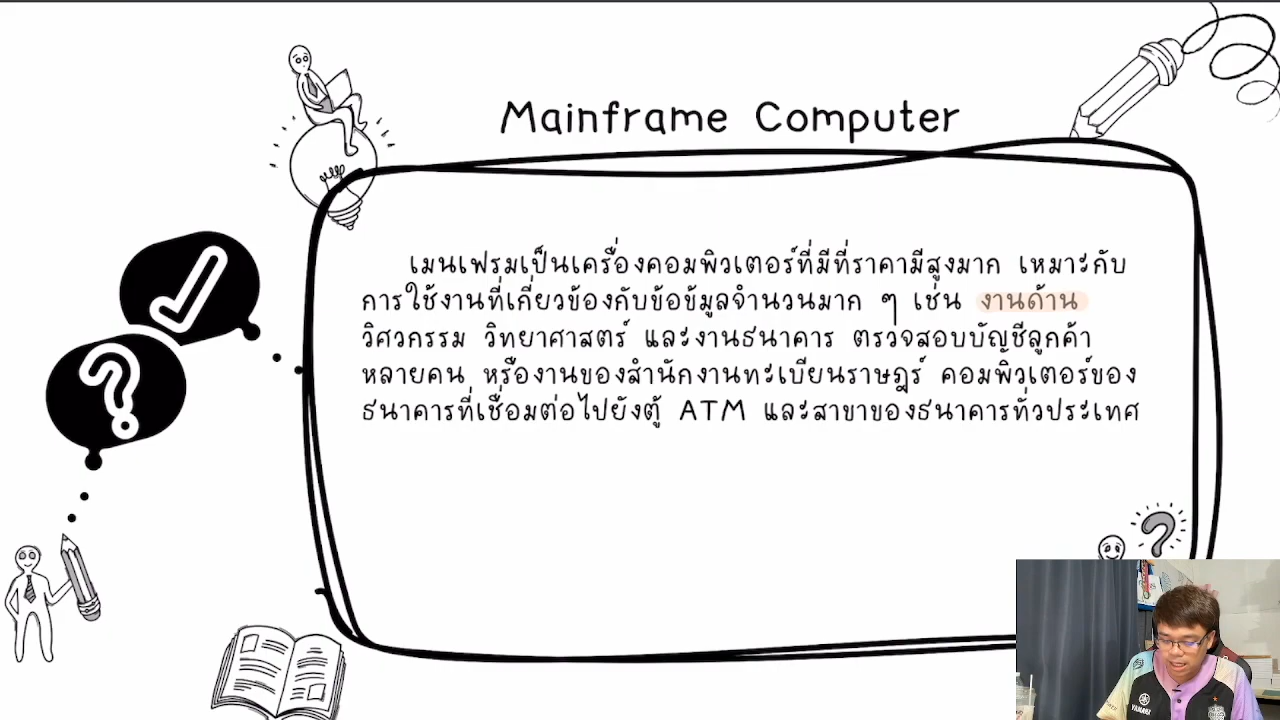 Mainframe Computer
เมนเฟรมเป็นเครื่องคอมพิวเตอร์ที่มีที่ราคามีสูงมาก เหมาะกับ
การใช้งานที่เกี่ยวข้องกับข้อข้มูลจำนวนมาก ๆ เช่น งานด้าน
วิศวกรรม วิทยาศาสตร์ และงานธนาคาร ตรวจสอบบัญชีลูกค้า
หลายคน หรืองานของสำนักงานทะเบียนราษฎร์ คอมพิวเตอร์ของ
ธนาคารที่เชื่อมต่อไปยังตู้ ATM และสาขาของธนาคารทั่วประเทศ
YAMAHA